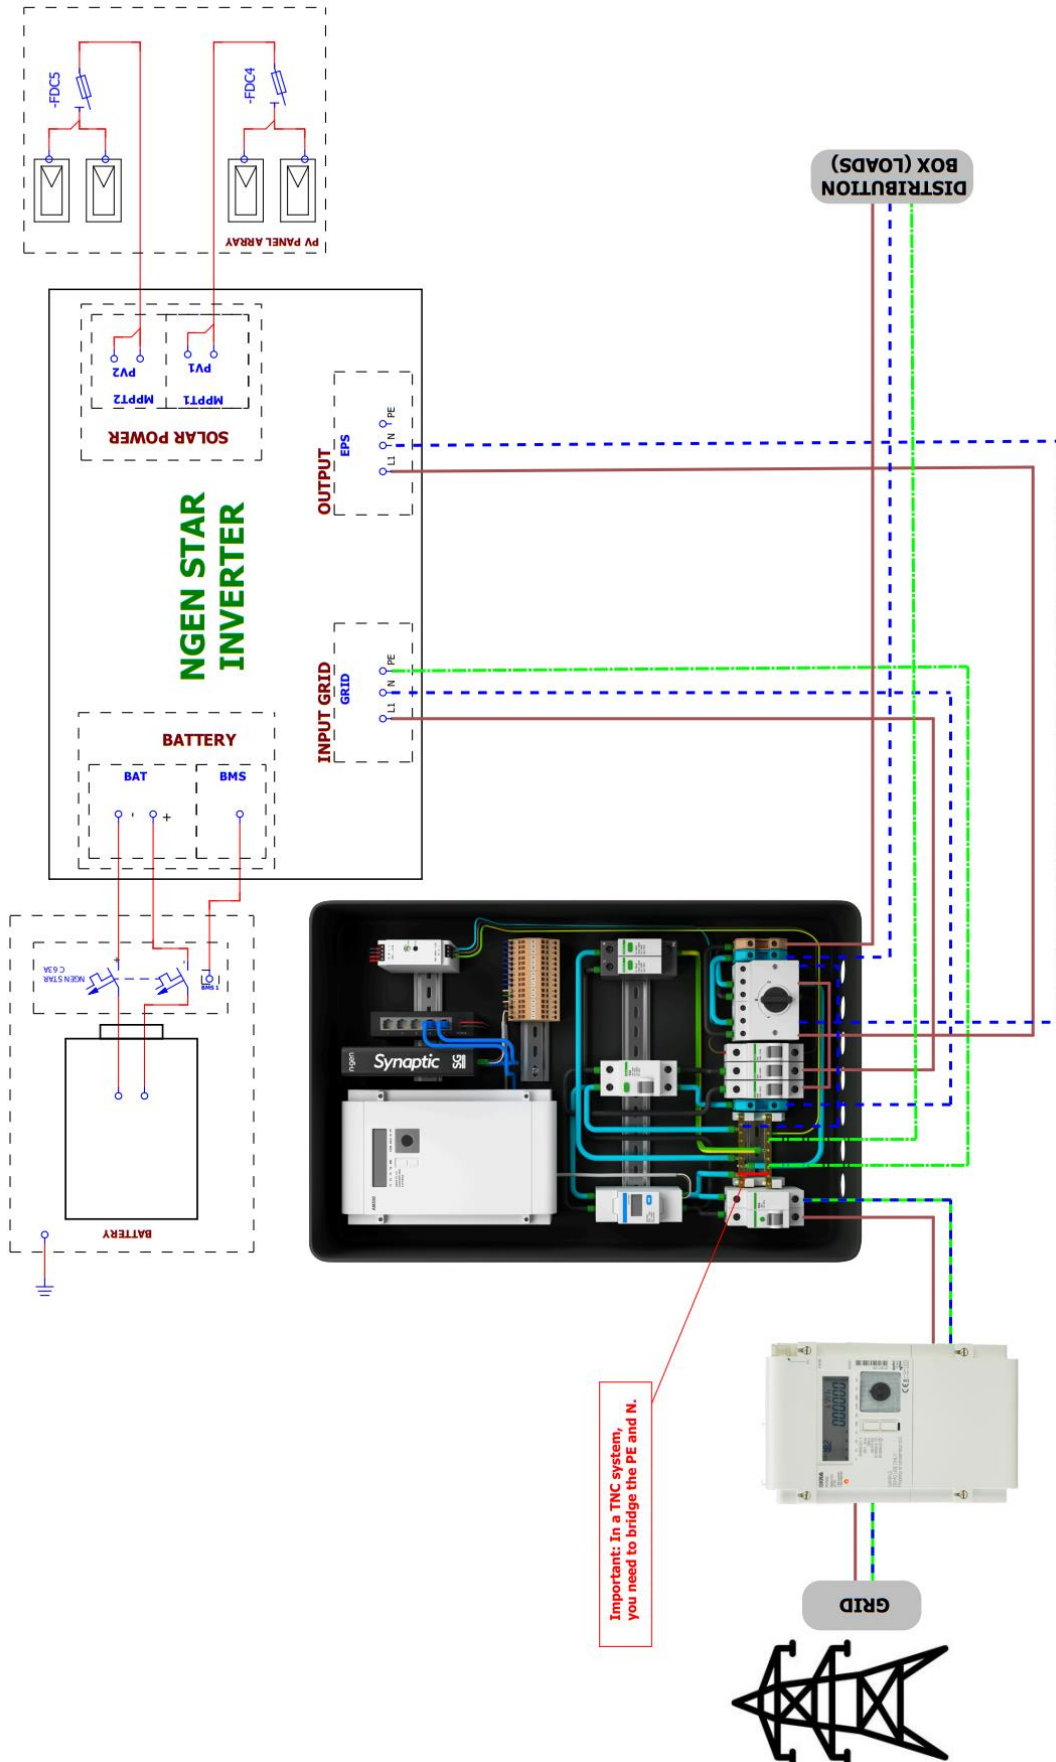 -FDC5
-FDC4
PV PANEL ARRAY
PV2
PV1
MPPT2
MPPT1
SOLAR POWER
NGEN STAR
INVERTER
OUTPUT
EPS
L1
N
PE
INPUT GRID
GRID
L1
N
PE
BATTERY
BAT
BMS
-
+
NGEN STAR
C 63A
+
-
BMS 1
BATTERY
DISTRIBUTION
BOX (LOADS)
ngen
Synaptic
SG
Important: In a TNC system,
you need to bridge the PE and N.
GRID